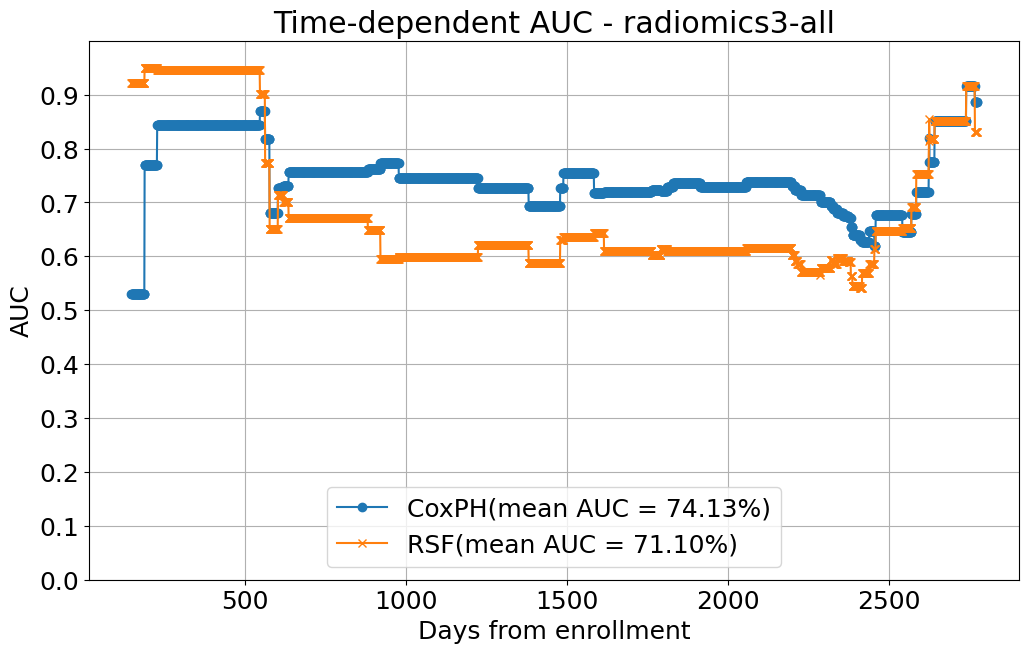 Time-dependent AUC - radiomics3-all
AUC
0.9
0.8
0.7
0.6
0.5
0.4
0.3
0.2
0.1
0.0
CoxPH(mean AUC = 74.13%)
RSF(mean AUC = 71.10%)
500 1000 1500 2000 2500
Days from enrollment